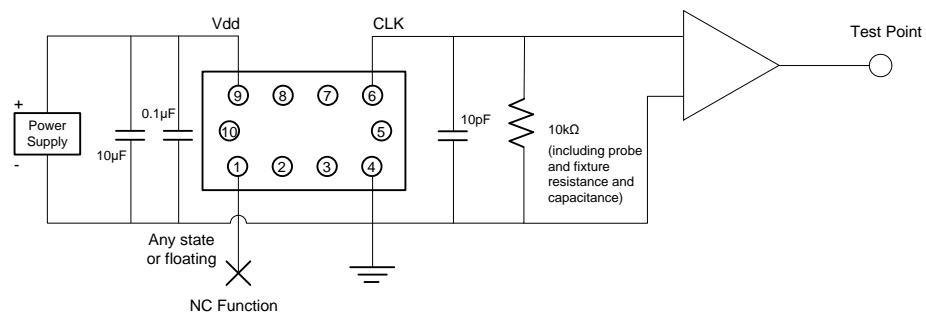 Vdd
CLK
Test Point
+
Power
Supply
-
10µF
0.1µF
9
8
7
6
10
5
1
2
3
4
10pF
10kΩ
(including probe
and fixture
resistance and
capacitance)
Any state
or floating
NC Function